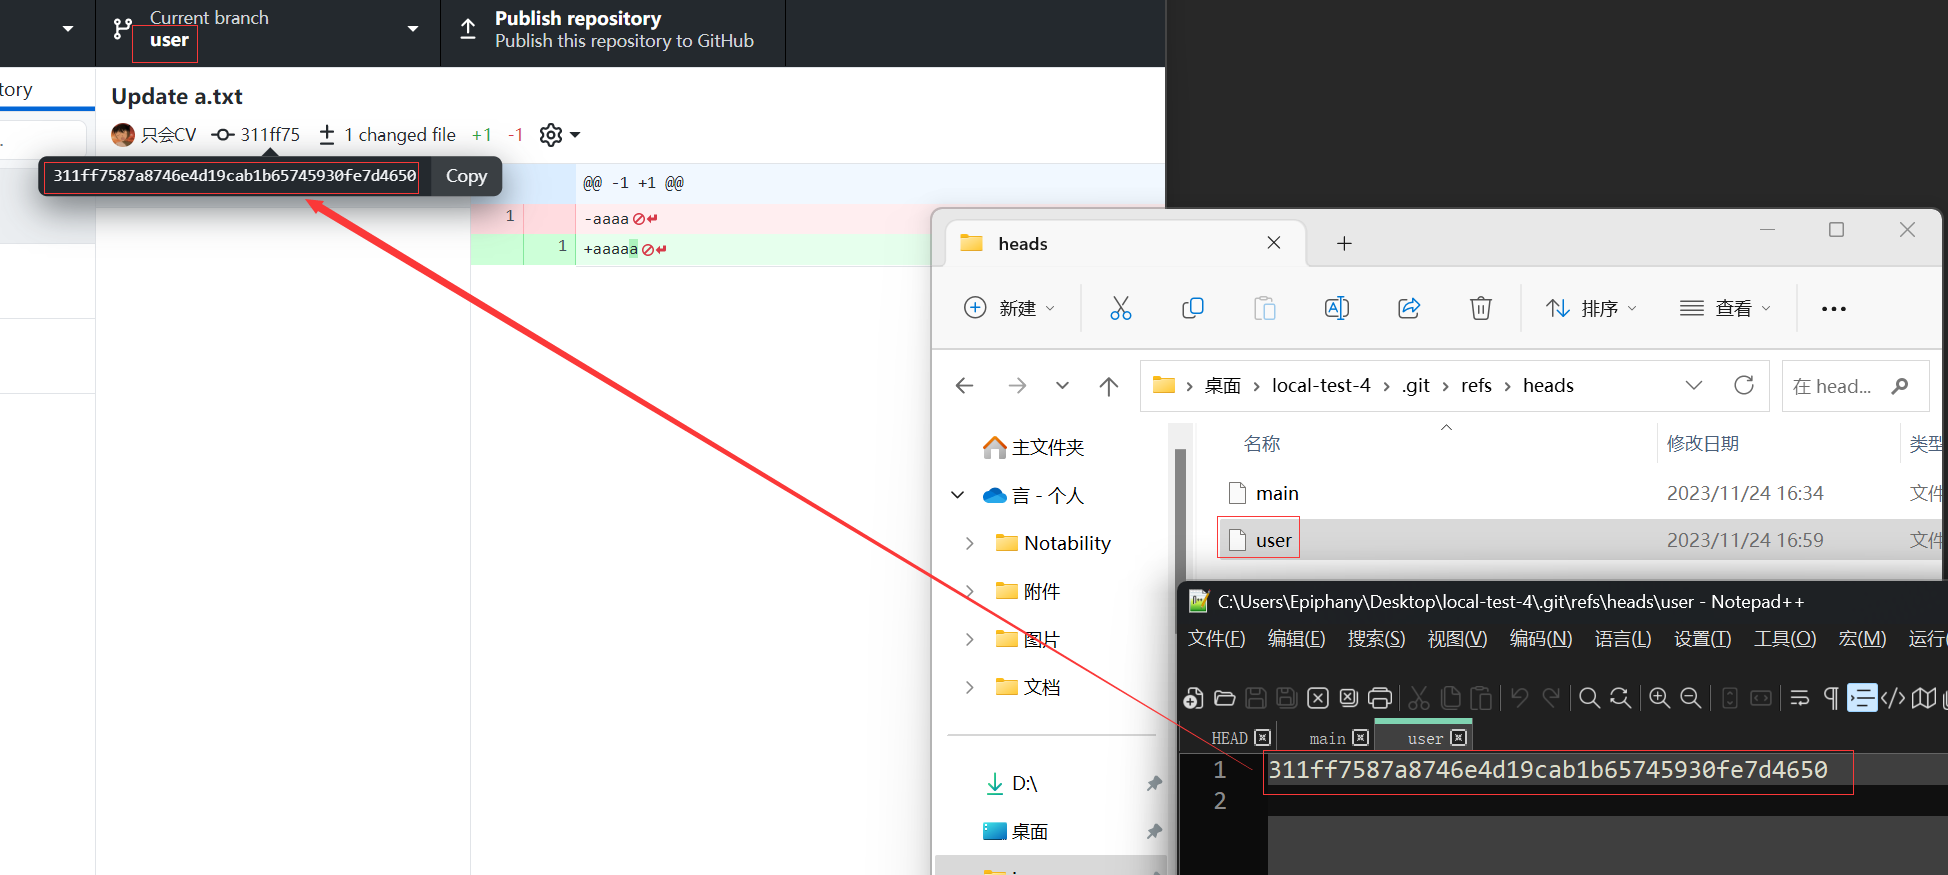 Current branch
user
Publish repository
Publish this repository to GitHub
tory
Update a.txt
只会CV 311ff75 1 changed file +1 -1
311ff7587a8746e4d19cab1b65745930fe7d4650 Copy
@@ -1 +1 @@
1 -aaaa
1 +aaaaa
heads
新建 排序 查看
桌面 local-test-4 .git refs heads
在 head...
主文件夹
言 - 个人
Notability
附件
图片
文档
D:\
桌面
名称 修改日期 类型
main 2023/11/24 16:34 文件
user 2023/11/24 16:59 文件
C:\Users\Epiphany\Desktop\local-test-4\.git\refs\heads\user - Notepad++
文件(F) 编辑(E) 搜索(S) 视图(V) 编码(N) 语言(L) 设置(T) 工具(O) 宏(M) 运行(
HEAD main user
1 311ff7587a8746e4d19cab1b65745930fe7d4650
2